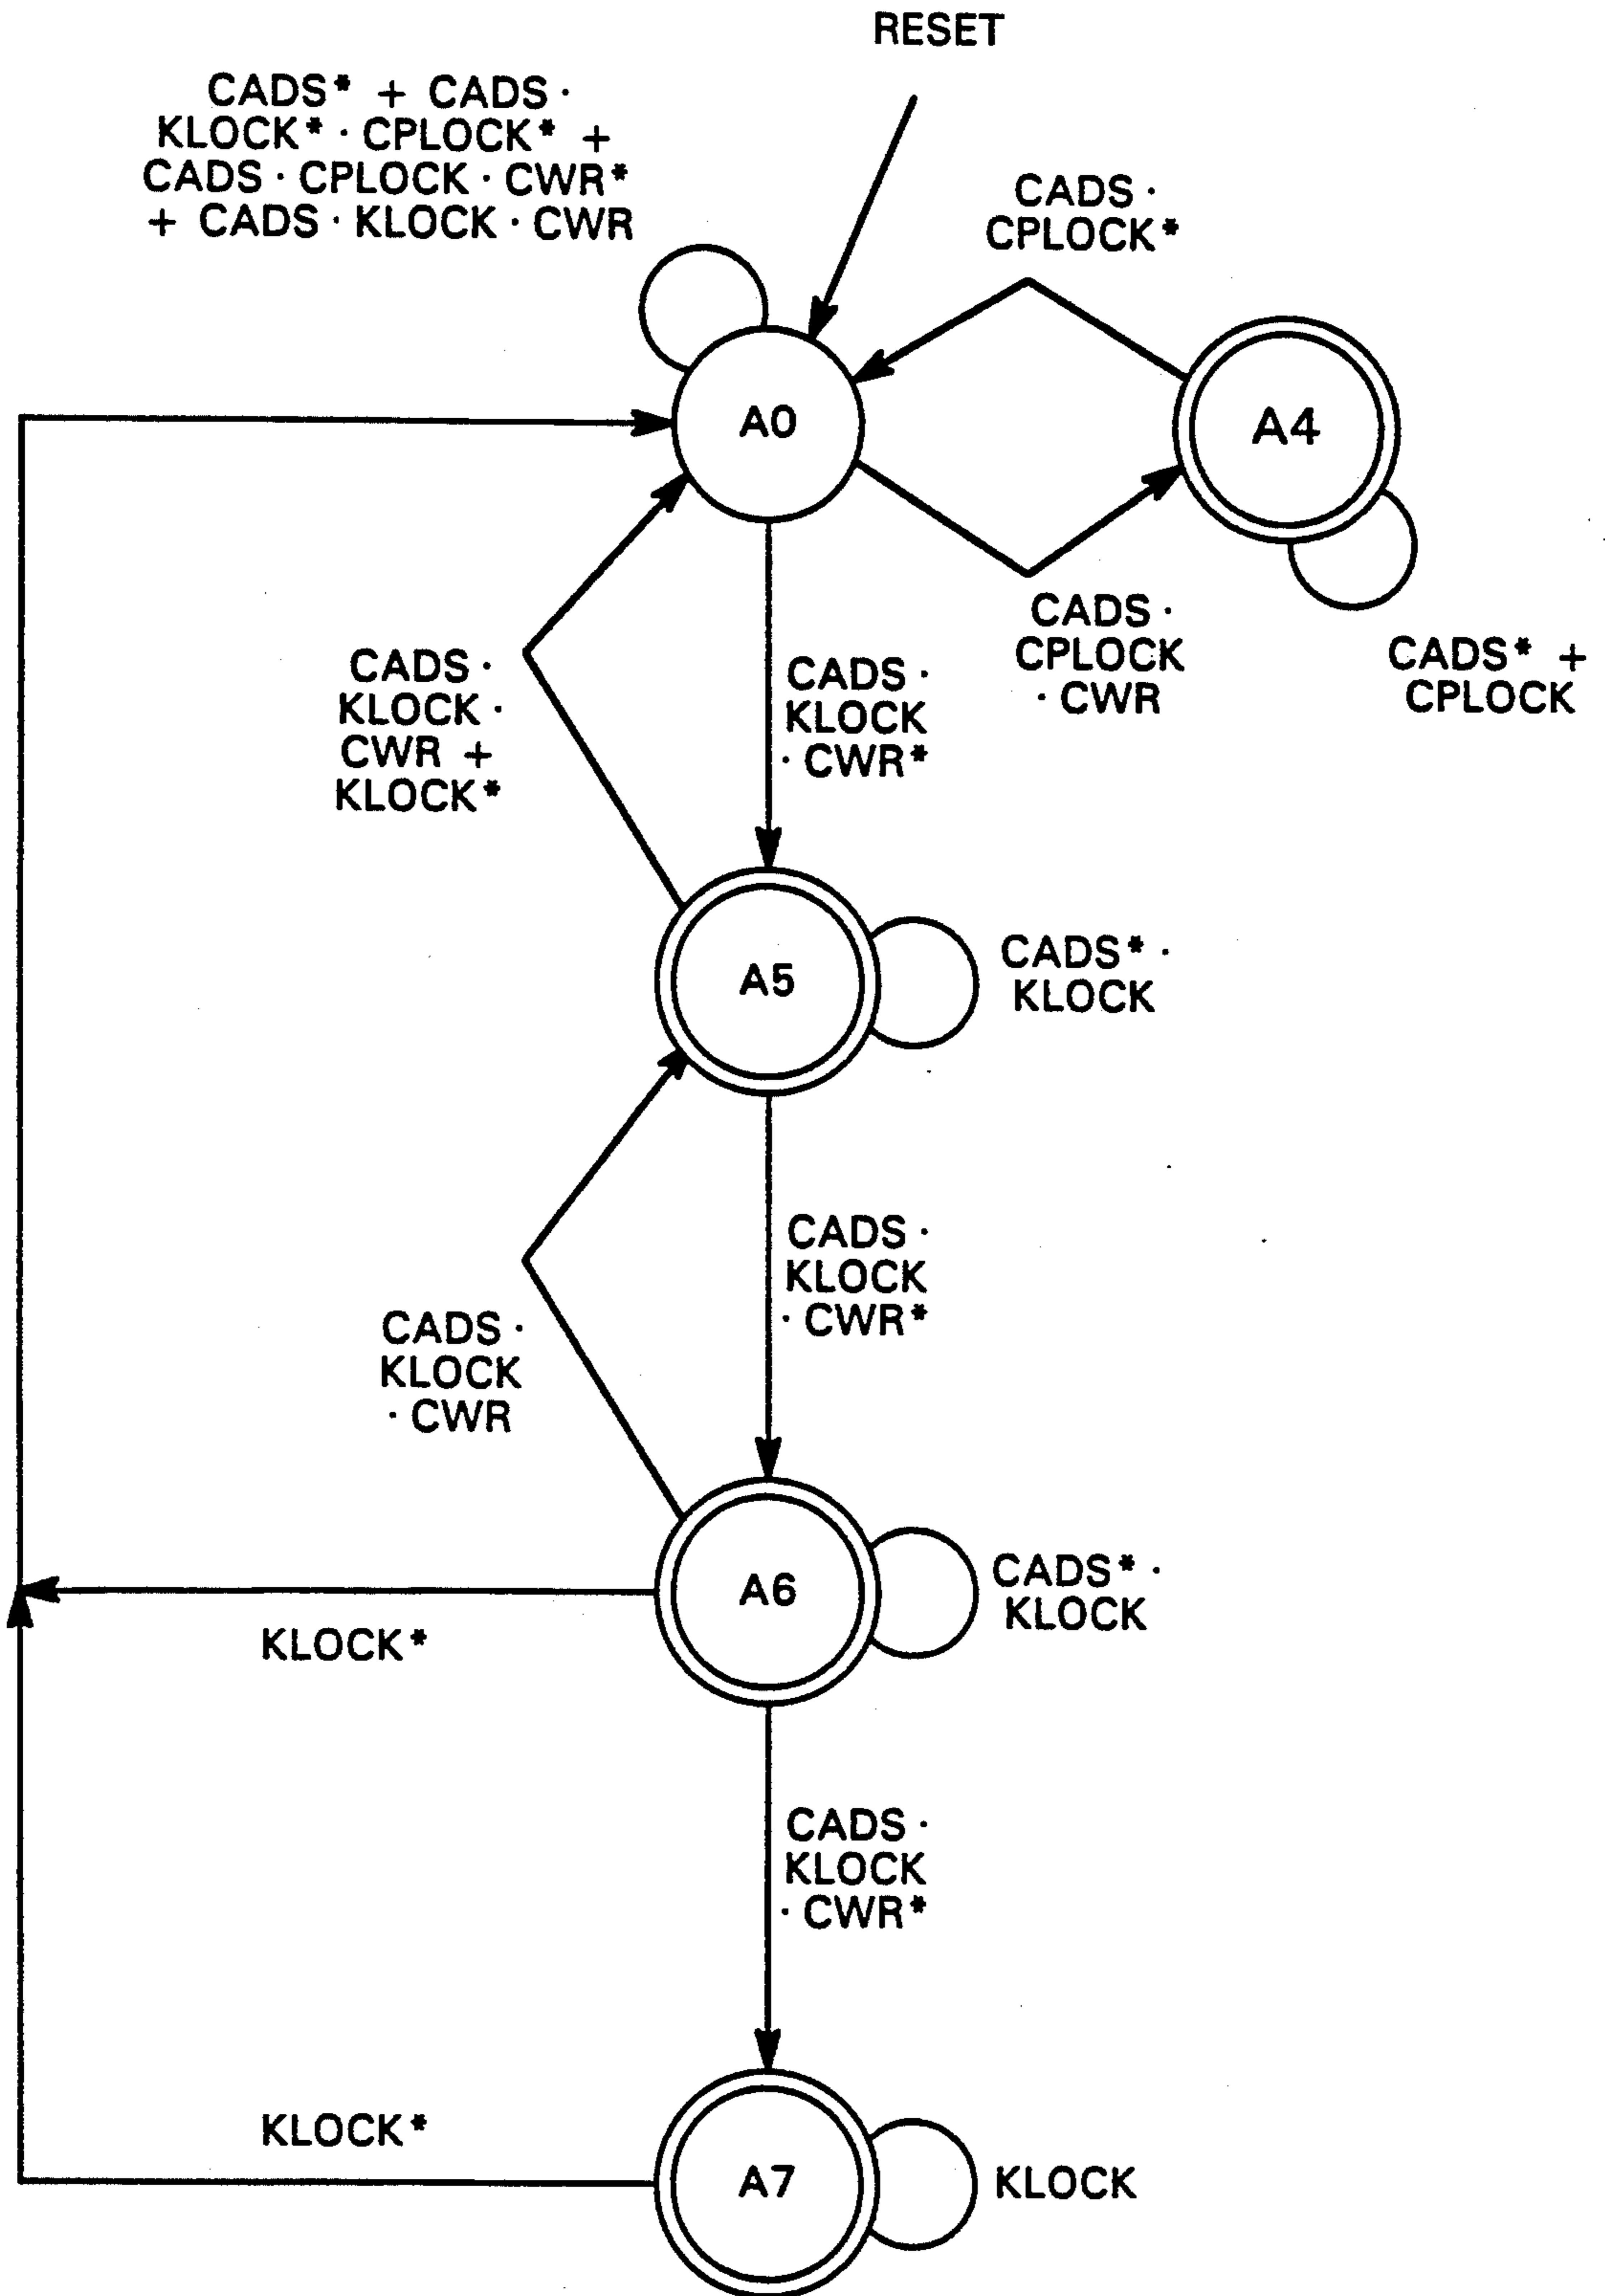 RESET
CADS* + CADS ·
KLOCK* · CPLOCK* +
CADS · CPLOCK · CWR*
+ CADS · KLOCK · CWR
CADS ·
CPLOCK*
A0
A4
CADS ·
CPLOCK
· CWR
CADS* +
CPLOCK
CADS ·
KLOCK ·
CWR +
KLOCK*
CADS ·
KLOCK
· CWR*
A5
CADS* ·
KLOCK
CADS ·
KLOCK
· CWR*
CADS ·
KLOCK
· CWR
A6
CADS* ·
KLOCK
KLOCK*
CADS ·
KLOCK
· CWR*
KLOCK*
A7
KLOCK